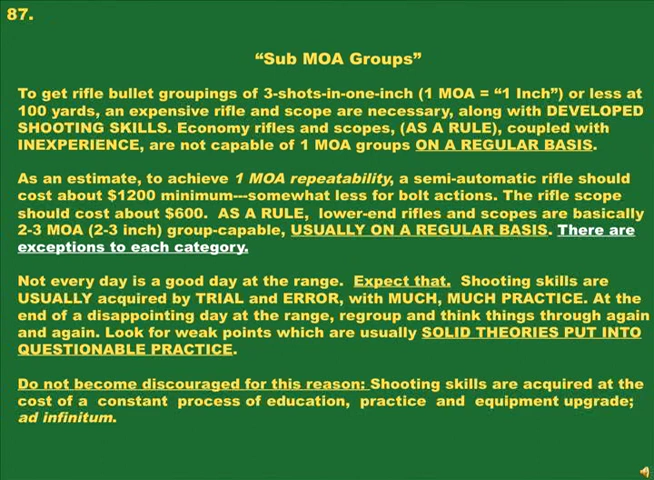 87.
“Sub MOA Groups”
To get rifle bullet groupings of 3-shots-in-one-inch (1 MOA = “1 Inch”) or less at
100 yards, an expensive rifle and scope are necessary, along with DEVELOPED
SHOOTING SKILLS. Economy rifles and scopes, (AS A RULE), coupled with
INEXPERIENCE, are not capable of 1 MOA groups ON A REGULAR BASIS.
As an estimate, to achieve 1 MOA repeatability, a semi-automatic rifle should
cost about $1200 minimum---somewhat less for bolt actions. The rifle scope
should cost about $600. AS A RULE, lower-end rifles and scopes are basically
2-3 MOA (2-3 inch) group-capable, USUALLY ON A REGULAR BASIS. There are
exceptions to each category.
Not every day is a good day at the range. Expect that. Shooting skills are
USUALLY acquired by TRIAL and ERROR, with MUCH, MUCH PRACTICE. At the
end of a disappointing day at the range, regroup and think things through again
and again. Look for weak points which are usually SOLID THEORIES PUT INTO
QUESTIONABLE PRACTICE.
Do not become discouraged for this reason: Shooting skills are acquired at the
cost of a constant process of education, practice and equipment upgrade;
ad infinitum.